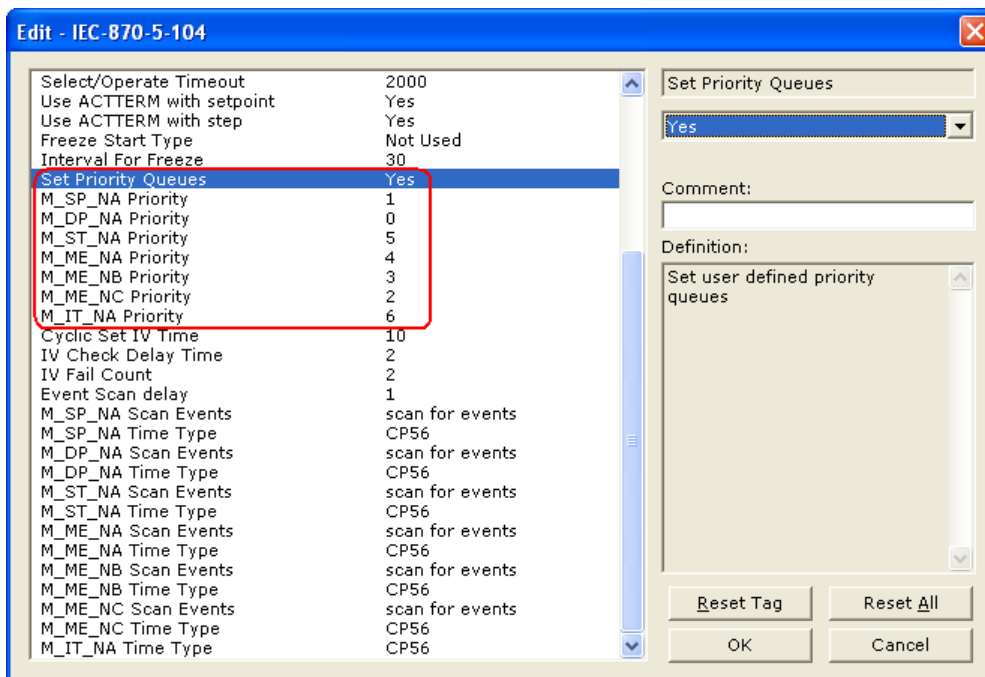 Edit - IEC-870-5-104
Select/Operate Timeout 2000
Use ACTTERM with setpoint Yes
Use ACTTERM with step Yes
Freeze Start Type Not Used
Interval For Freeze 30
Set Priority Queues Yes
M_SP_NA Priority 1
M_DP_NA Priority 0
M_ST_NA Priority 5
M_ME_NA Priority 4
M_ME_NB Priority 3
M_ME_NC Priority 2
M_IT_NA Priority 6
Cyclic Set IV Time 10
IV Check Delay Time 2
IV Fail Count 2
Event Scan delay 1
M_SP_NA Scan Events scan for events
M_SP_NA Time Type CP56
M_DP_NA Scan Events scan for events
M_DP_NA Time Type CP56
M_ST_NA Scan Events scan for events
M_ST_NA Time Type CP56
M_ME_NA Scan Events scan for events
M_ME_NA Time Type CP56
M_ME_NB Scan Events scan for events
M_ME_NB Time Type CP56
M_ME_NC Scan Events scan for events
M_ME_NC Time Type CP56
M_IT_NA Time Type CP56
Set Priority Queues
Yes
Comment:
Definition:
Set user defined priority
queues
Reset Tag
Reset All
OK
Cancel